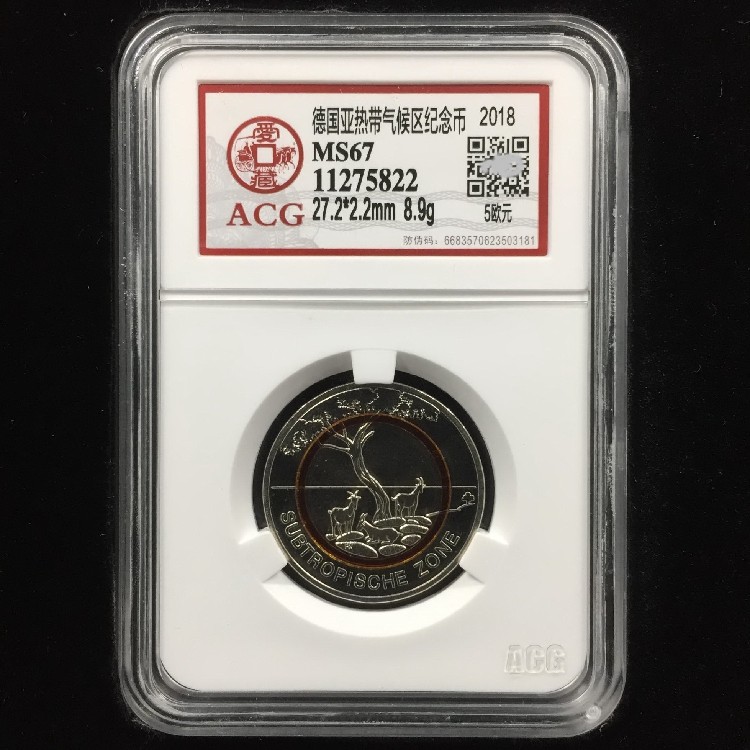 德国亚热带气候区纪念币 2018
MS67
11275822
ACG 27.2*2.2mm 8.9g 5欧元
防伪码：6683570623503181
SUBTROPISCHE ZONE
ACG